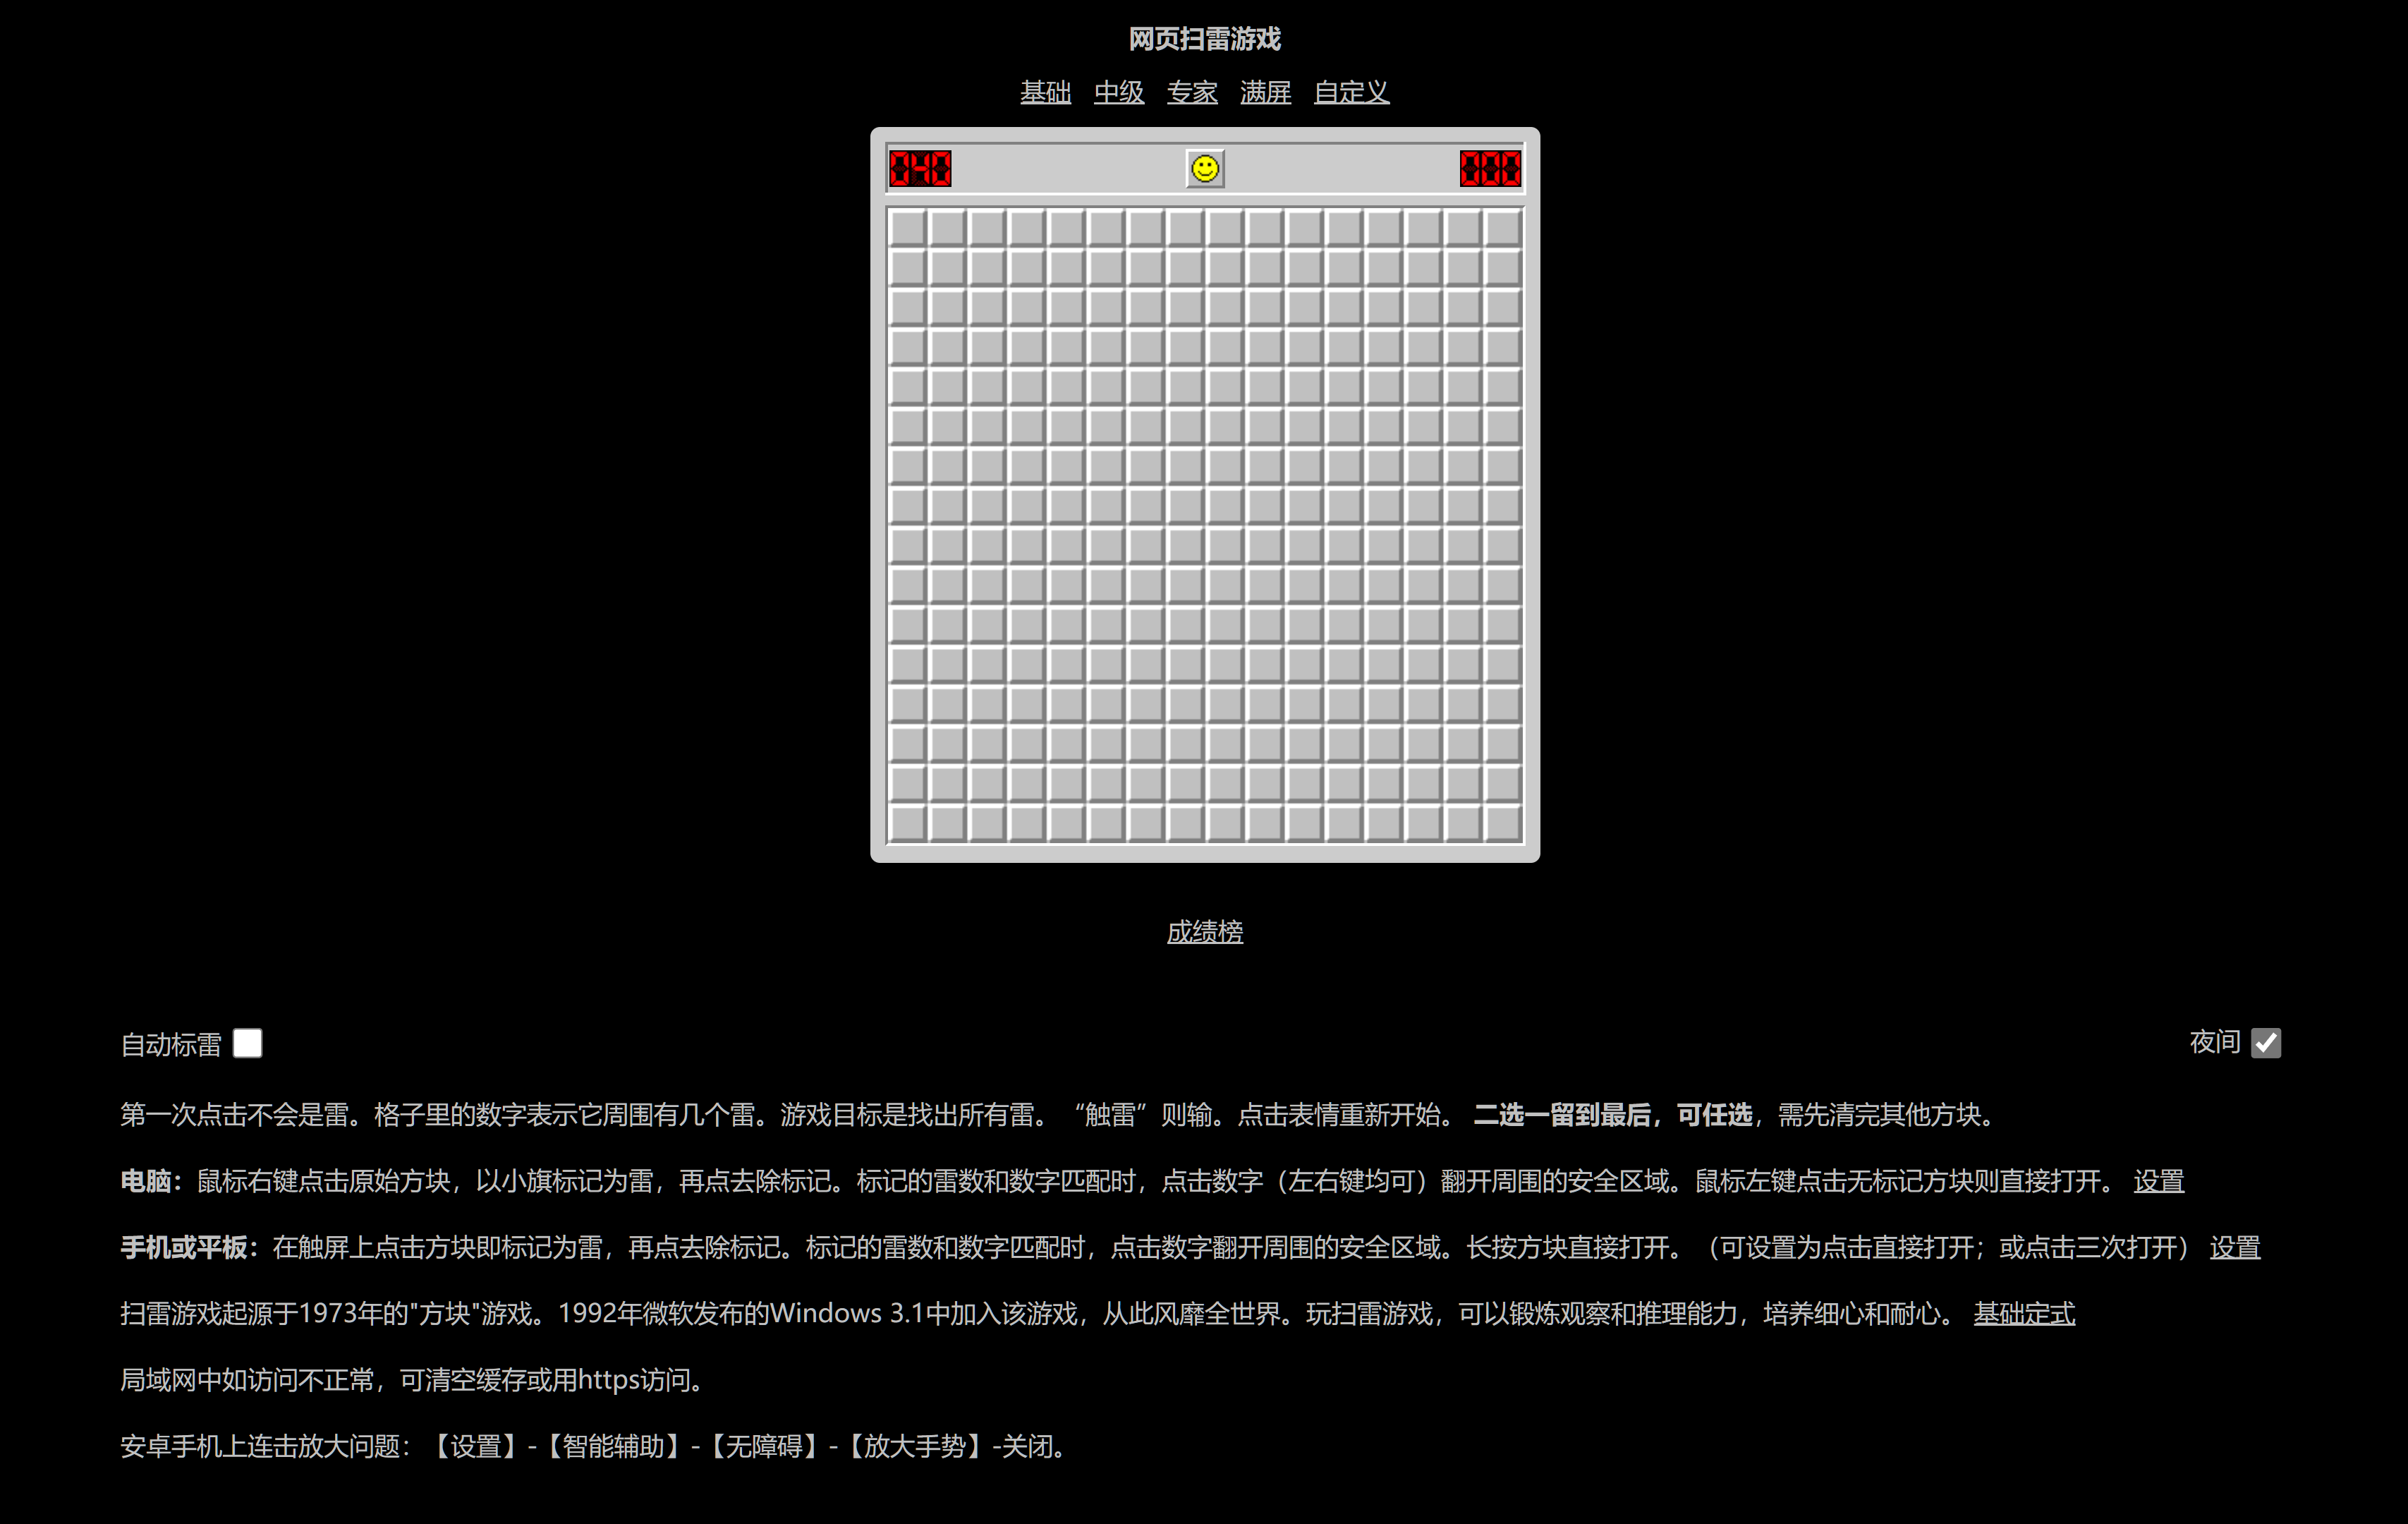 网页扫雷游戏
基础 中级 专家 满屏 自定义
040 000
成绩榜
自动标雷 夜间
第一次点击不会是雷。格子里的数字表示它周围有几个雷。游戏目标是找出所有雷。“触雷”则输。点击表情重新开始。 二选一留到最后，可任选，需先清完其他方块。
电脑：鼠标右键点击原始方块，以小旗标记为雷，再点去除标记。标记的雷数和数字匹配时，点击数字（左右键均可）翻开周围的安全区域。鼠标左键点击无标记方块则直接打开。 设置
手机或平板：在触屏上点击方块即标记为雷，再点去除标记。标记的雷数和数字匹配时，点击数字翻开周围的安全区域。长按方块直接打开。（可设置为点击直接打开；或点击三次打开） 设置
扫雷游戏起源于1973年的"方块"游戏。1992年微软发布的Windows 3.1中加入该游戏，从此风靡全世界。玩扫雷游戏，可以锻炼观察和推理能力，培养细心和耐心。 基础定式
局域网中如访问不正常，可清空缓存或用https访问。
安卓手机上连击放大问题：【设置】-【智能辅助】-【无障碍】-【放大手势】-关闭。